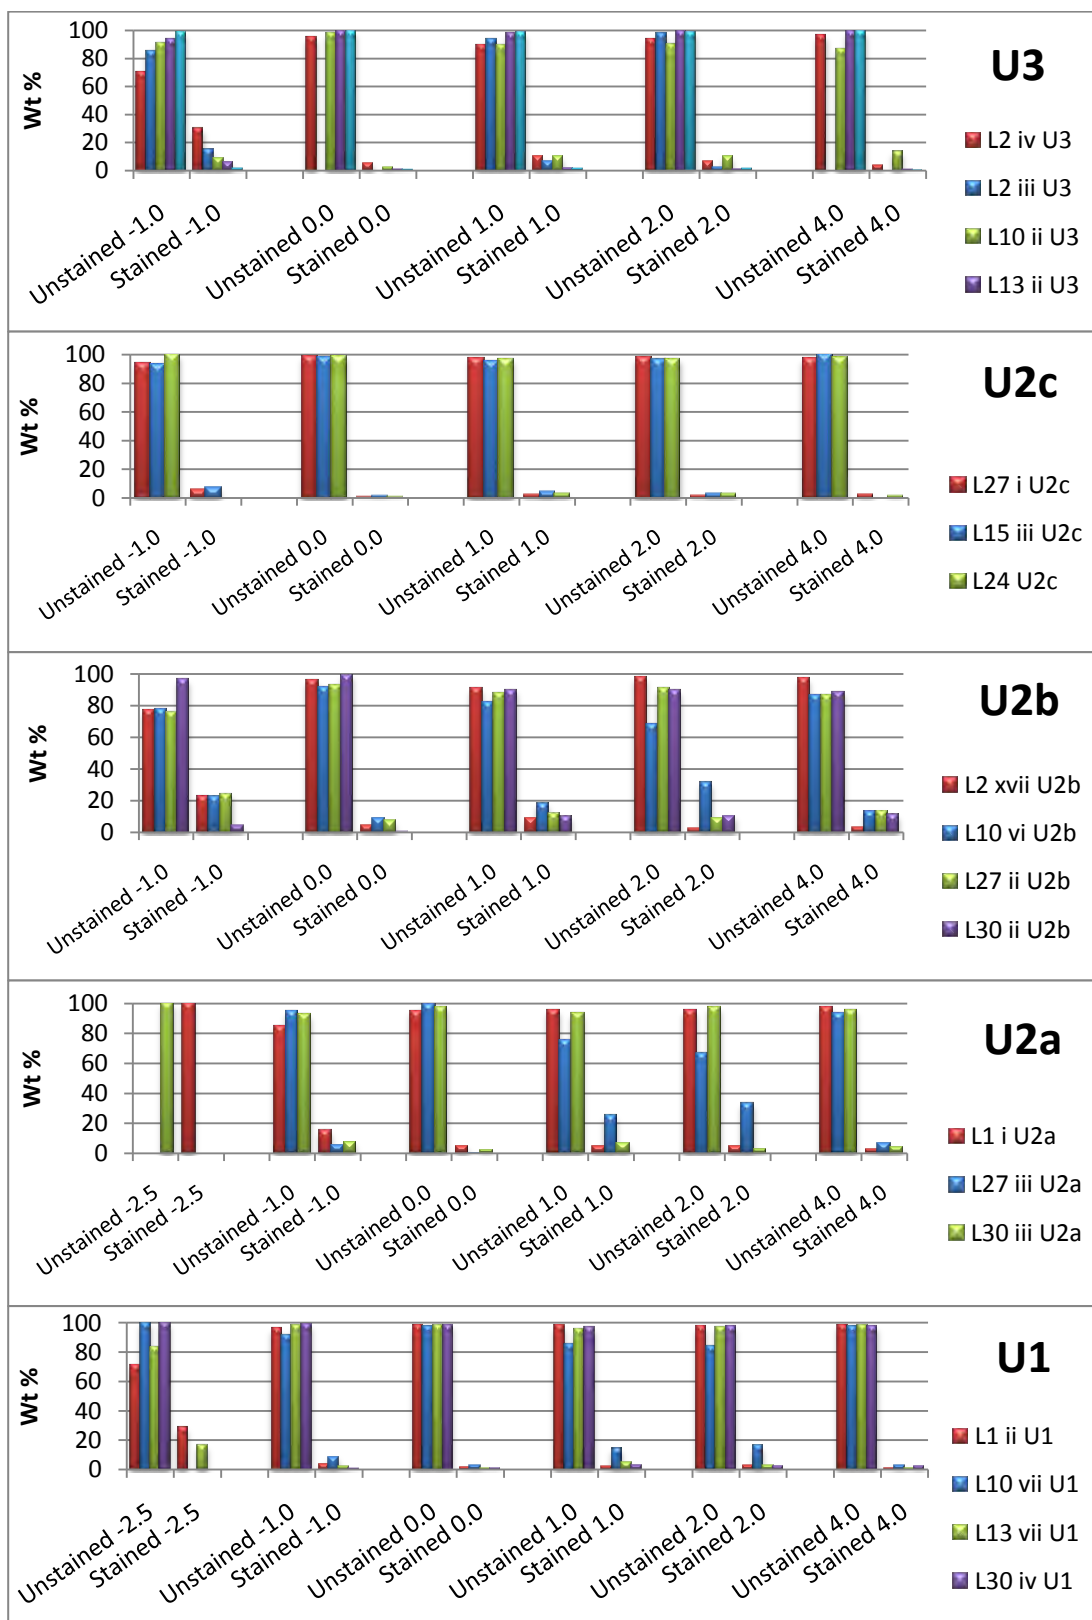 U3
Wt %
100
80
60
40
20
0
Unstained -1.0
Stained -1.0
Unstained 0.0
Stained 0.0
Unstained 1.0
Stained 1.0
Unstained 2.0
Stained 2.0
Unstained 4.0
Stained 4.0
L2 iv U3
L2 iii U3
L10 ii U3
L13 ii U3
U2c
Wt %
100
80
60
40
20
0
Unstained -1.0
Stained -1.0
Unstained 0.0
Stained 0.0
Unstained 1.0
Stained 1.0
Unstained 2.0
Stained 2.0
Unstained 4.0
Stained 4.0
L27 i U2c
L15 iii U2c
L24 U2c
U2b
Wt %
100
80
60
40
20
0
Unstained -1.0
Stained -1.0
Unstained 0.0
Stained 0.0
Unstained 1.0
Stained 1.0
Unstained 2.0
Stained 2.0
Unstained 4.0
Stained 4.0
L2 xvii U2b
L10 vi U2b
L27 ii U2b
L30 ii U2b
U2a
Wt %
100
80
60
40
20
0
Unstained -2.5
Stained -2.5
Unstained -1.0
Stained -1.0
Unstained 0.0
Stained 0.0
Unstained 1.0
Stained 1.0
Unstained 2.0
Stained 2.0
Unstained 4.0
Stained 4.0
L1 i U2a
L27 iii U2a
L30 iii U2a
U1
Wt %
100
80
60
40
20
0
Unstained -2.5
Stained -2.5
Unstained -1.0
Stained -1.0
Unstained 0.0
Stained 0.0
Unstained 1.0
Stained 1.0
Unstained 2.0
Stained 2.0
Unstained 4.0
Stained 4.0
L1 ii U1
L10 vii U1
L13 vii U1
L30 iv U1